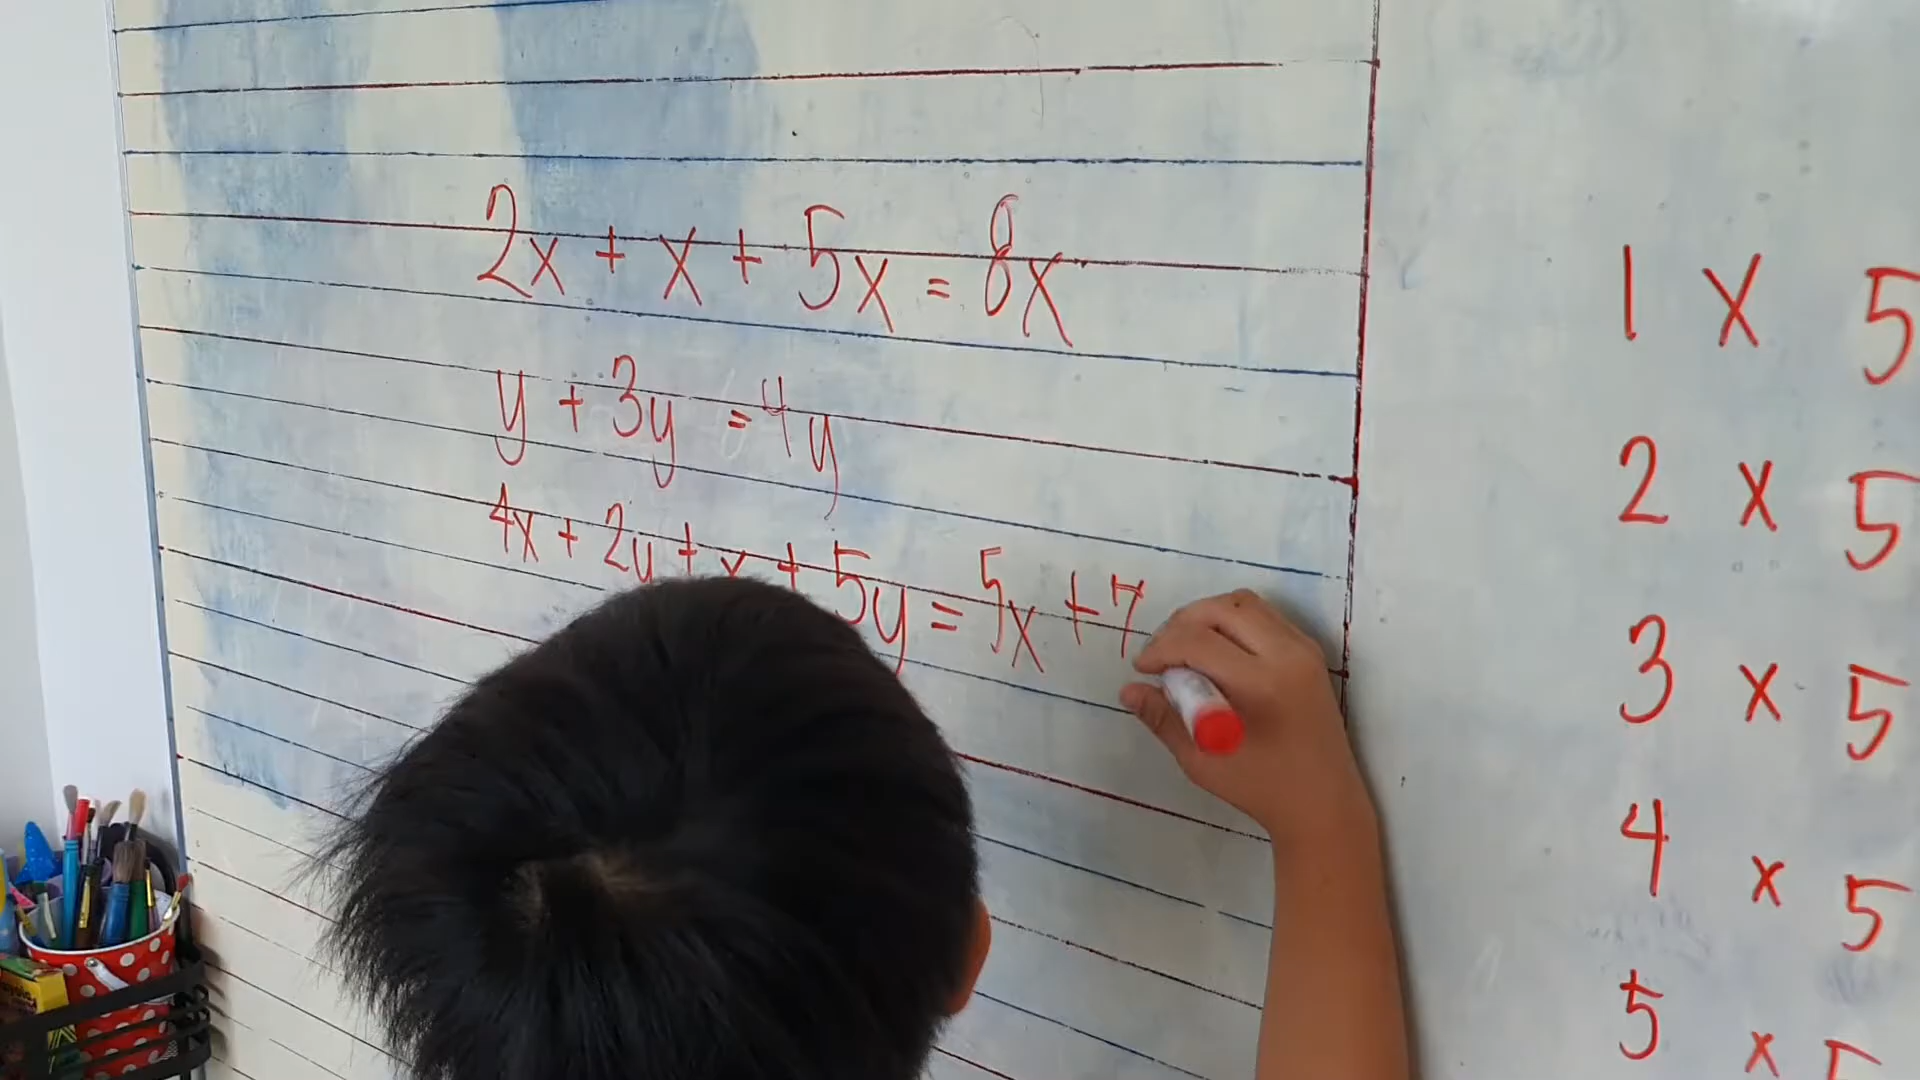 2x + x + 5x = 8x
y + 3y = 4y
4x + 2y + x + 5y = 5x + 7
1 x 5
2 x 5
3 x 5
4 x 5
5 x 5